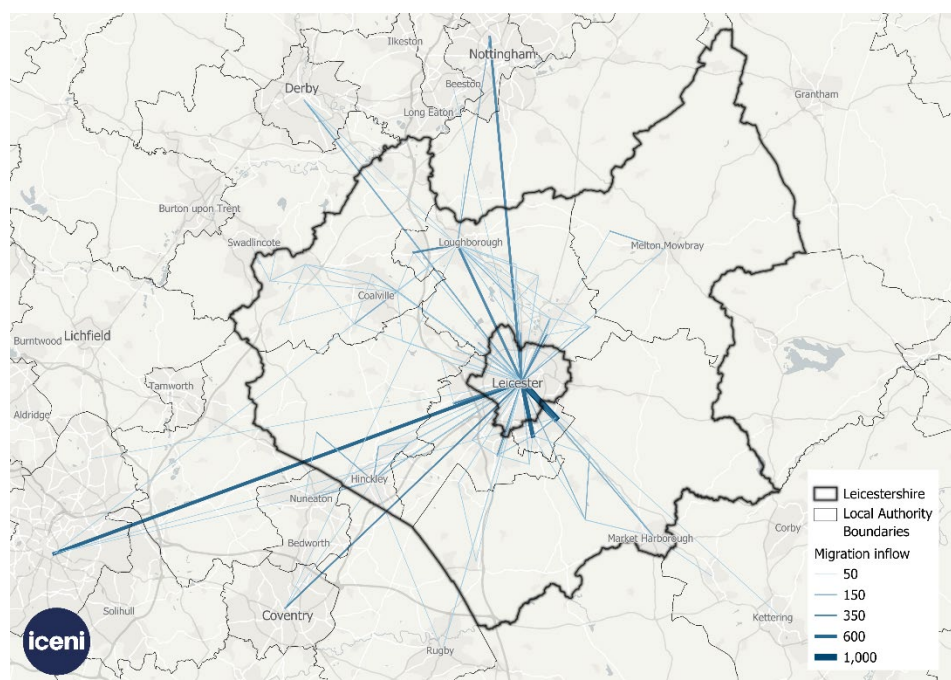 Ilkeston
Nottingham
Grantham
Derby
Beeston
Long Eaton
Burton upon Trent
Swadlincote
Loughborough
Melton Mowbray
Coalville
Burntwood
Lichfield
Tamworth
Leicester
Aldridge
Hinckley
Nuneaton
Bedworth
Market Harborough
Corby
Solihull
Coventry
Kettering
Rugby
iceni
Leicestershire
Local Authority
Boundaries
Migration inflow
50
150
350
600
1,000